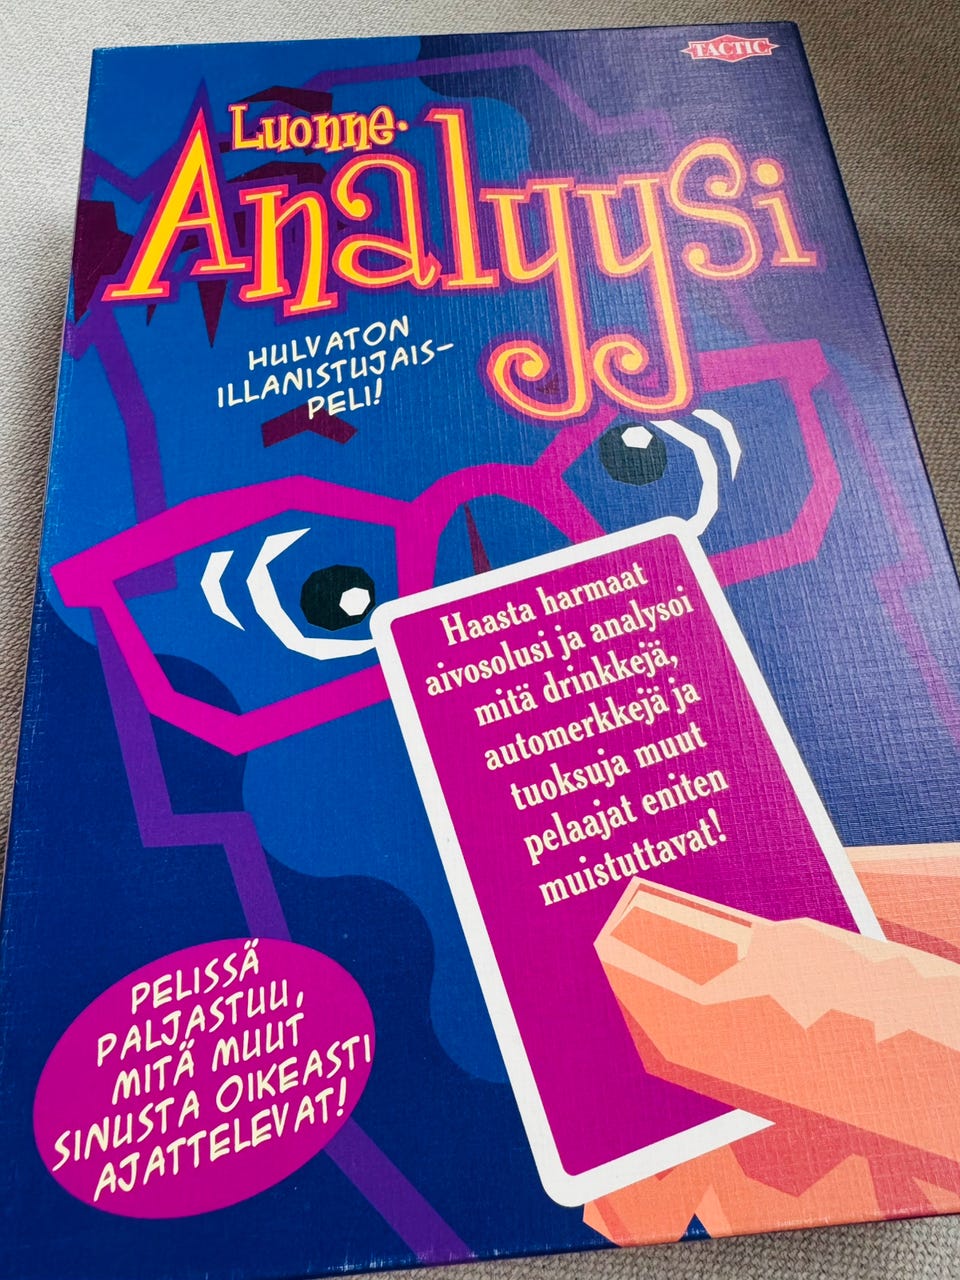 TACTIC
Luonne-
Analyysi
HULVATON
ILLANISTUJAIS-
PELI!
Haasta harmaat
aivosolusi ja analysoi
mitä drinkkejä,
automerkkejä ja
tuoksuja muut
pelaajat eniten
muistuttavat!
PELISSÄ
PALJASTUU,
MITÄ MUUT
SINUSTA OIKEASTI
AJATTELEVAT!